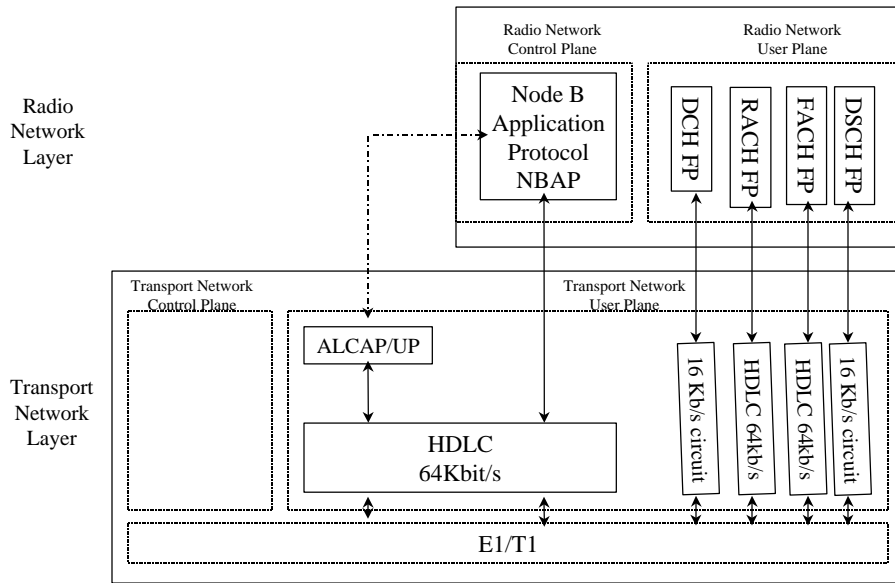 Radio Network
Control Plane
Radio Network
User Plane
Radio
Network
Layer
Node B
Application
Protocol
NBAP
DCH FP
RACH FP
FACH FP
DSCH FP
Transport Network
Control Plane
Transport Network
User Plane
Transport
Network
Layer
ALCAP/UP
HDLC
64Kbit/s
16 Kb/s circuit
HDLC 64kb/s
HDLC 64kb/s
16 Kb/s circuit
E1/T1